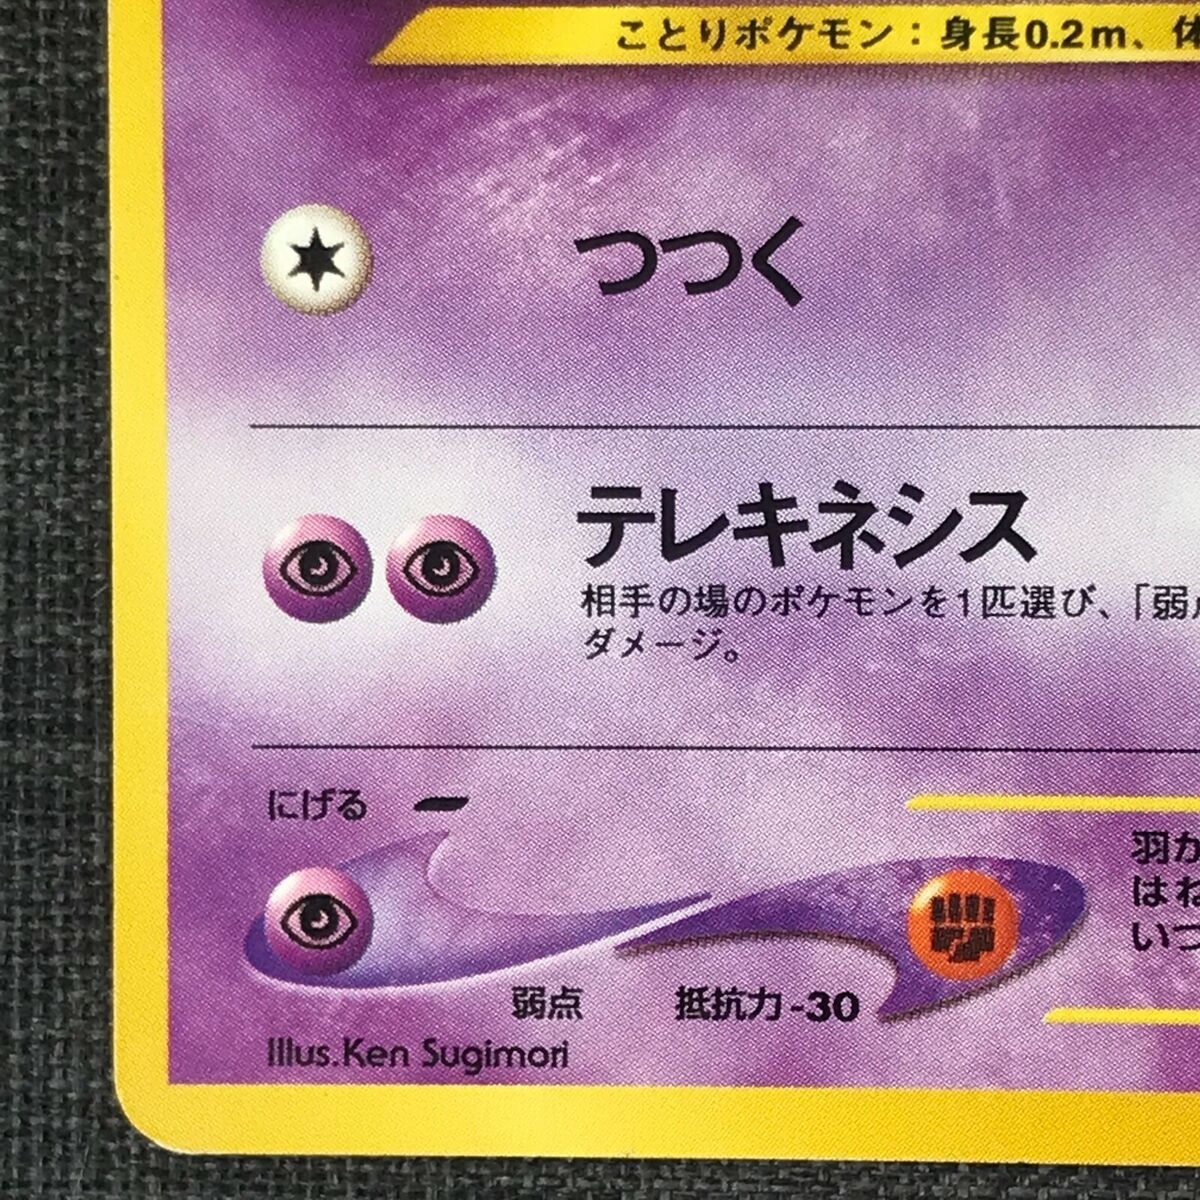 ことりポケモン：身長0.2m、体
つつく
テレキネシス
相手の場のポケモンを1匹選び、「弱点
ダメージ。
にげる
羽が
はね
いつ
弱点
抵抗力 -30
Illus.Ken Sugimori